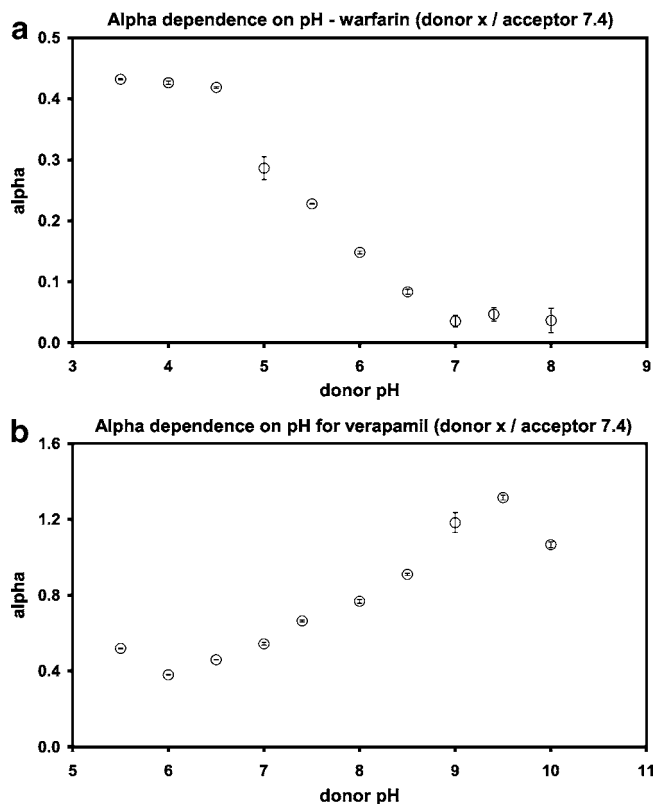 a
Alpha dependence on pH - warfarin (donor x / acceptor 7.4)
0.5
0.4
0.3
0.2
0.1
0.0
alpha
3 4 5 6 7 8 9
donor pH
b
Alpha dependence on pH for verapamil (donor x / acceptor 7.4)
1.6
1.2
0.8
0.4
0.0
alpha
5 6 7 8 9 10 11
donor pH